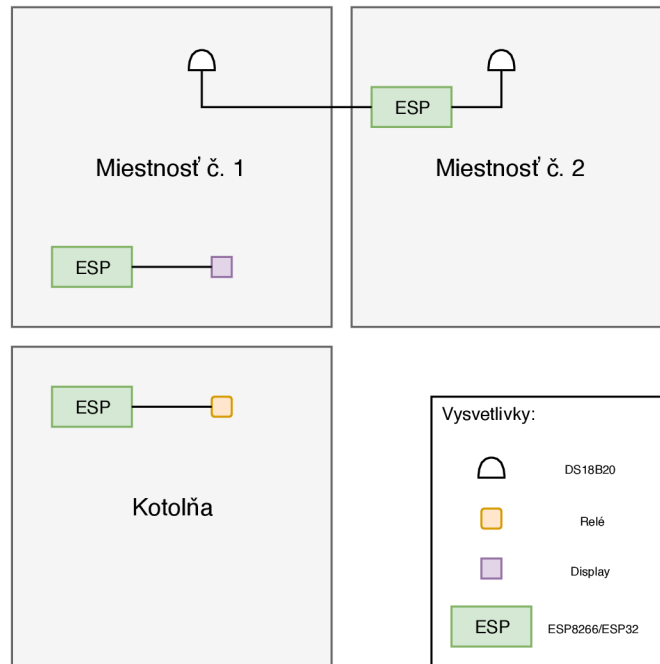 ESP
Miestnosť č. 1
Miestnosť č. 2
ESP
ESP
Kotolňa
Vysvetlivky:
DS18B20
Relé
Display
ESP
ESP8266/ESP32